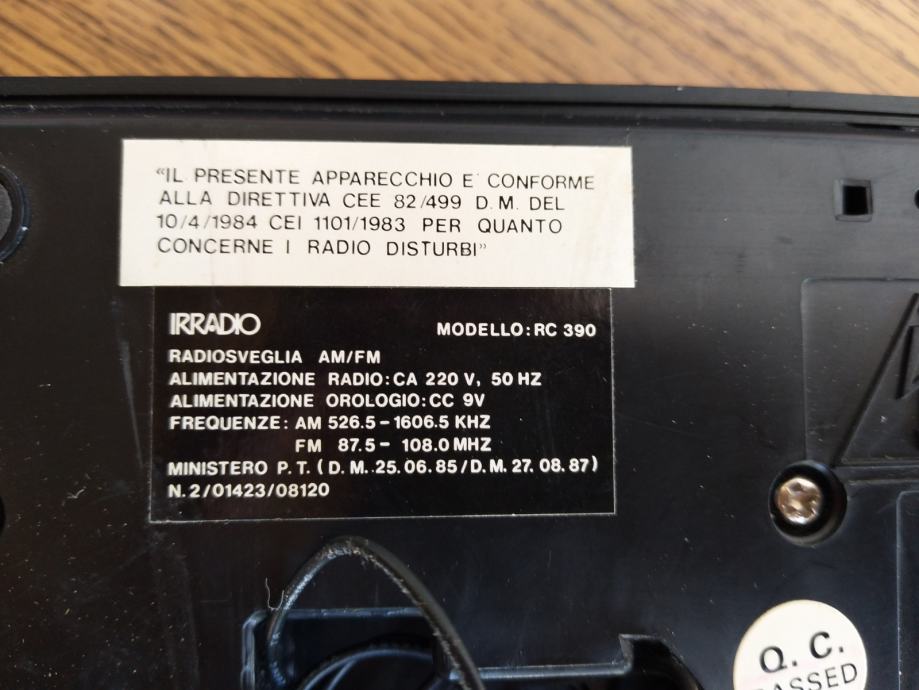 “IL PRESENTE APPARECCHIO E' CONFORME
ALLA DIRETTIVA CEE 82/499 D.M. DEL
10/4/1984 CEI 1101/1983 PER QUANTO
CONCERNE I RADIO DISTURBI”
IRRADIO
MODELLO: RC 390
RADIOSVEGLIA AM/FM
ALIMENTAZIONE RADIO: CA 220 V, 50 HZ
ALIMENTAZIONE OROLOGIO: CC 9V
FREQUENZE: AM 526.5 - 1606.5 KHZ
FM 87.5 - 108.0 MHZ
MINISTERO P.T. (D.M. 25.06.85/D.M. 27.08.87)
N.2/01423/08120
Q.C.
PASSED